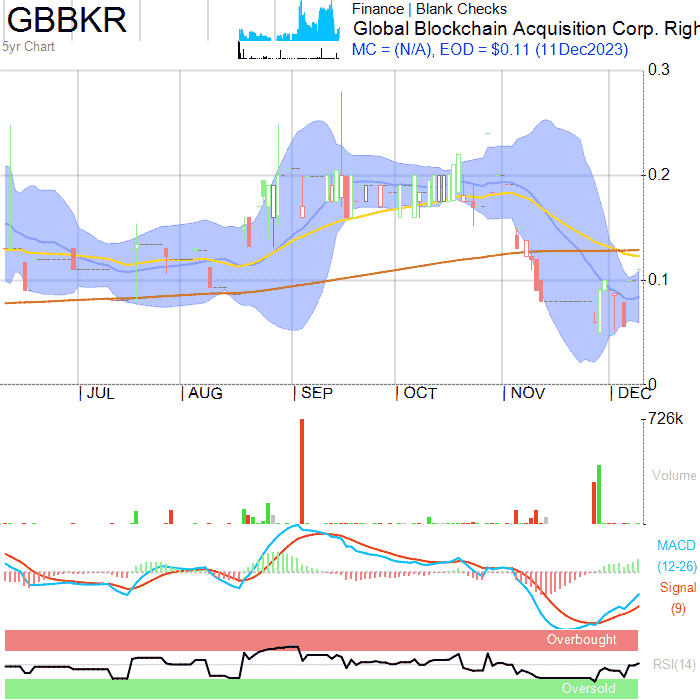 GBBKR
5yr Chart
Finance | Blank Checks
Global Blockchain Acquisition Corp. Righ
MC = (N/A), EOD = $0.11 (11Dec2023)
0.3
0.2
0.1
0
JUL AUG SEP OCT NOV DEC
726k
Volume
MACD
(12-26)
Signal
(9)
Overbought
RSI(14)
Oversold